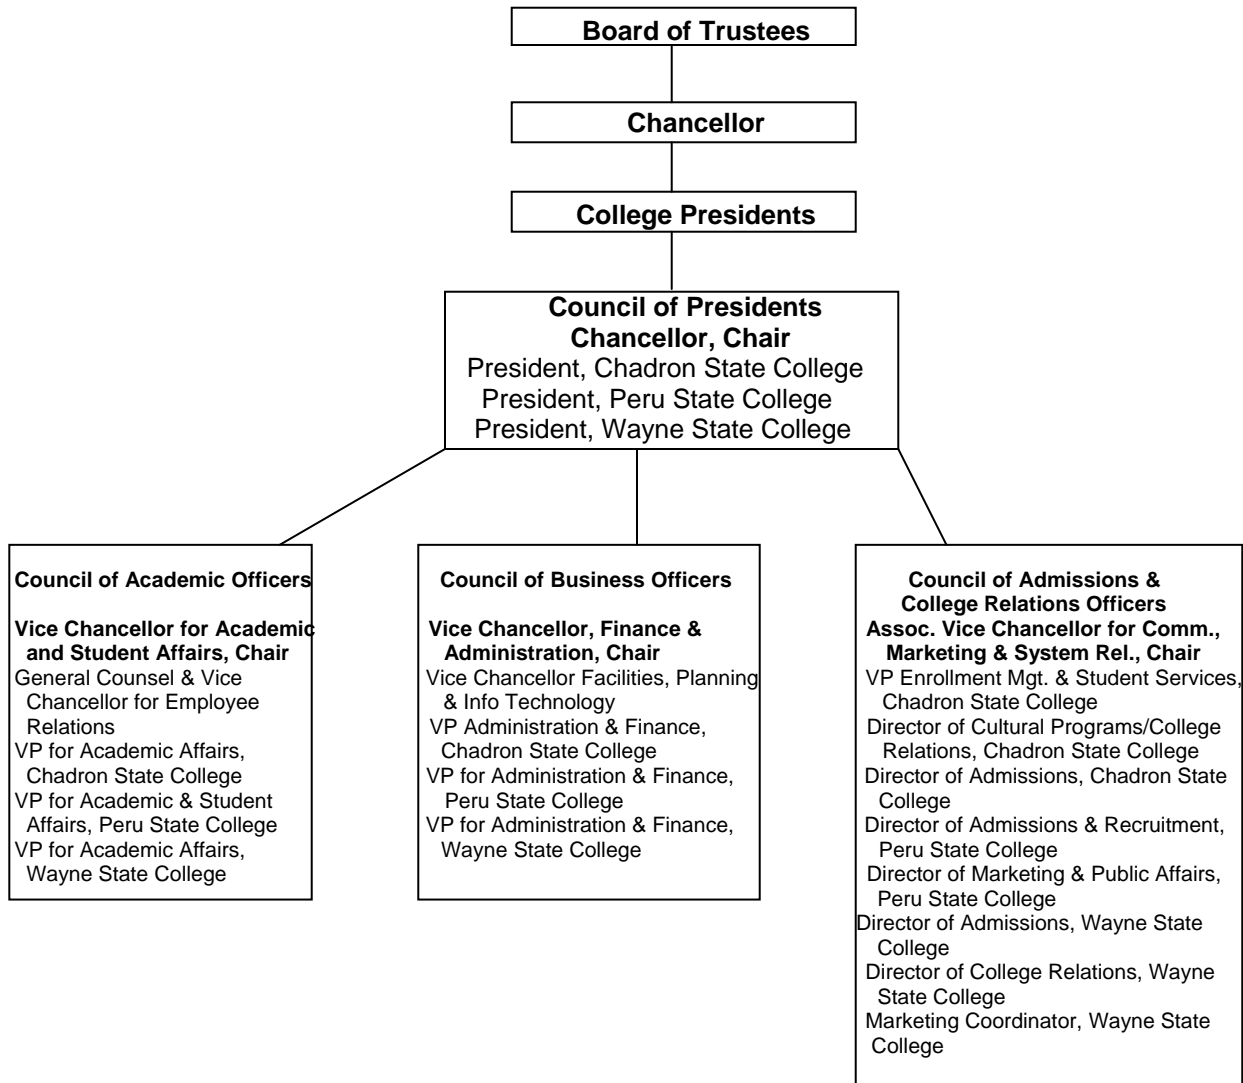 Board of Trustees
Chancellor
College Presidents
Council of Presidents
Chancellor, Chair
President, Chadron State College
President, Peru State College
President, Wayne State College
Council of Academic Officers
Vice Chancellor for Academic
and Student Affairs, Chair
General Counsel & Vice
Chancellor for Employee
Relations
VP for Academic Affairs,
Chadron State College
VP for Academic & Student
Affairs, Peru State College
VP for Academic Affairs,
Wayne State College
Council of Business Officers
Vice Chancellor, Finance &
Administration, Chair
Vice Chancellor Facilities, Planning
& Info Technology
VP Administration & Finance,
Chadron State College
VP for Administration & Finance,
Peru State College
VP for Administration & Finance,
Wayne State College
Council of Admissions &
College Relations Officers
Assoc. Vice Chancellor for Comm.,
Marketing & System Rel., Chair
VP Enrollment Mgt. & Student Services,
Chadron State College
Director of Cultural Programs/College
Relations, Chadron State College
Director of Admissions, Chadron State
College
Director of Admissions & Recruitment,
Peru State College
Director of Marketing & Public Affairs,
Peru State College
Director of Admissions, Wayne State
College
Director of College Relations, Wayne
State College
Marketing Coordinator, Wayne State
College